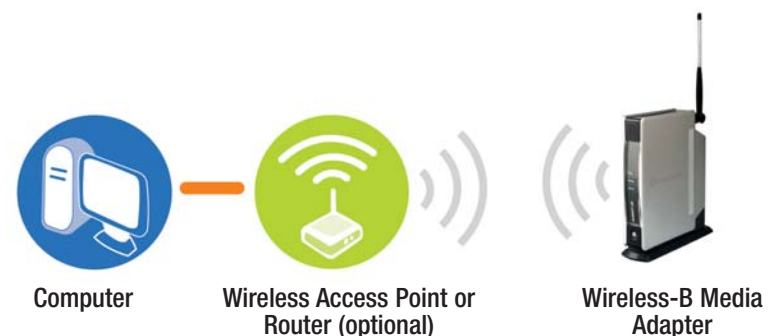 Computer
Wireless Access Point or
Router (optional)
Wireless-B Media
Adapter